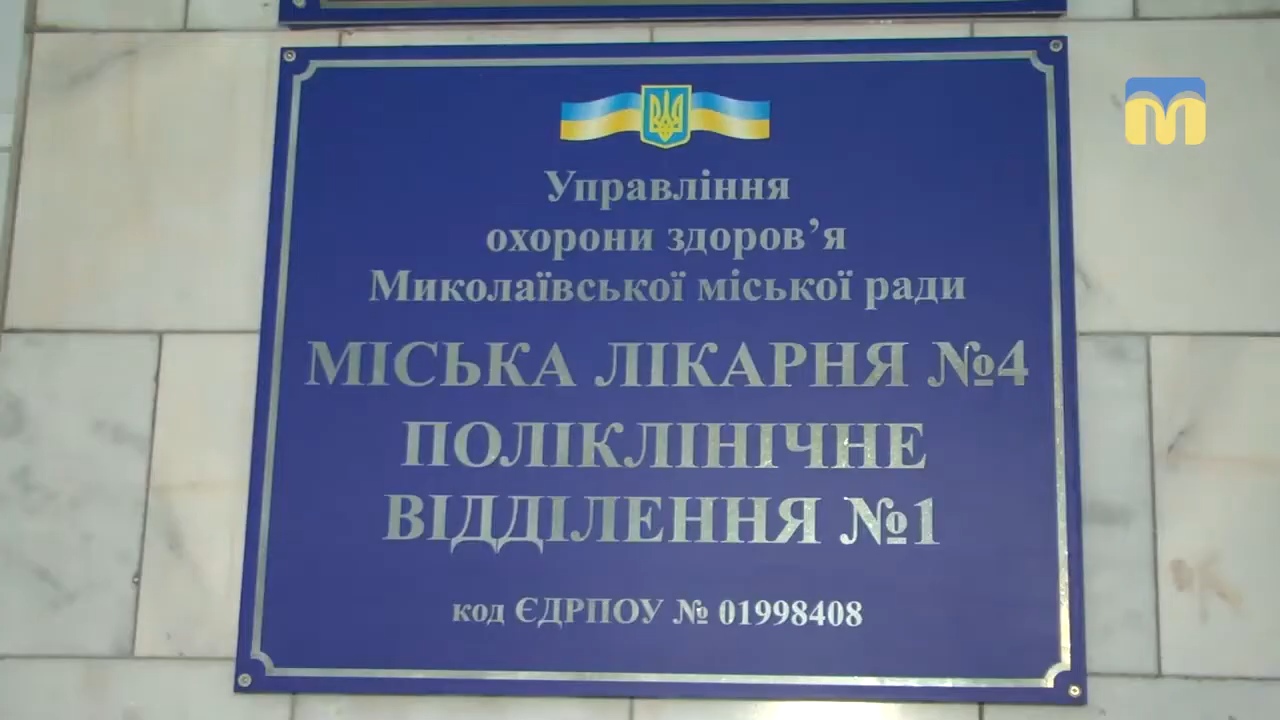 Управління
охорони здоров’я
Миколаївської міської ради
МІСЬКА ЛІКАРНЯ №4
ПОЛІКЛІНІЧНЕ
ВІДДІЛЕННЯ №1
код ЄДРПОУ № 01998408